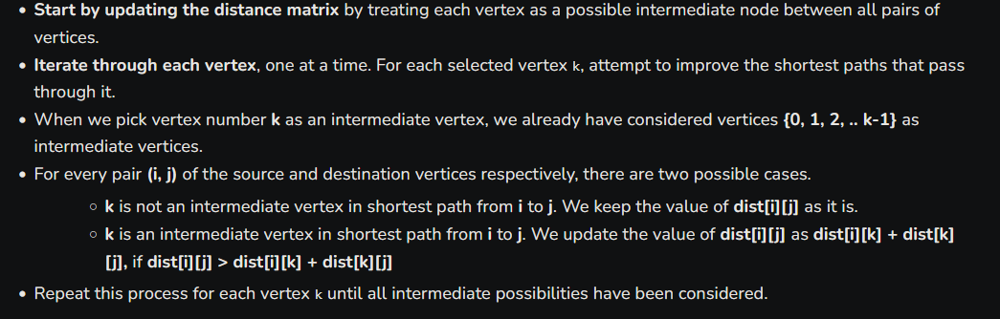 • Start by updating the distance matrix by treating each vertex as a possible intermediate node between all pairs of
vertices.
• Iterate through each vertex, one at a time. For each selected vertex k, attempt to improve the shortest paths that pass
through it.
• When we pick vertex number k as an intermediate vertex, we already have considered vertices {0, 1, 2, .. k-1} as
intermediate vertices.
• For every pair (i, j) of the source and destination vertices respectively, there are two possible cases.
○ k is not an intermediate vertex in shortest path from i to j. We keep the value of dist[i][j] as it is.
○ k is an intermediate vertex in shortest path from i to j. We update the value of dist[i][j] as dist[i][k] + dist[k]
[j], if dist[i][j] > dist[i][k] + dist[k][j]
• Repeat this process for each vertex k until all intermediate possibilities have been considered.